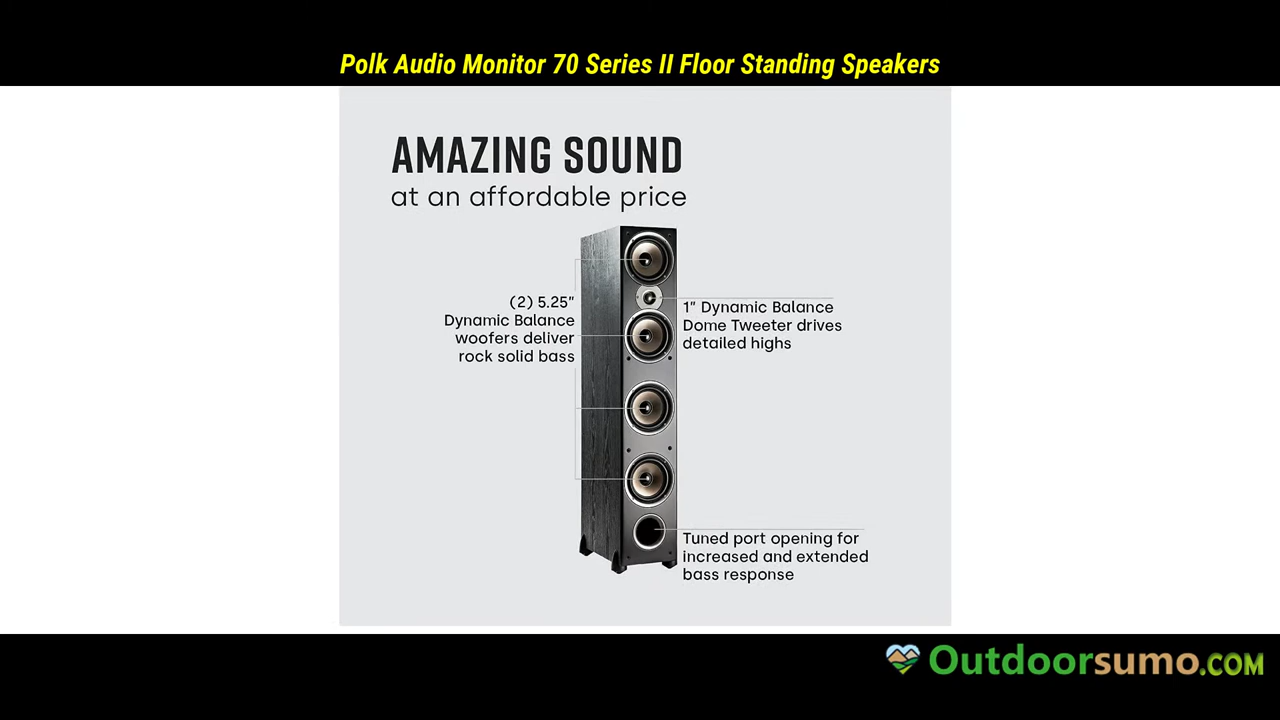 Polk Audio Monitor 70 Series II Floor Standing Speakers
AMAZING SOUND
at an affordable price
(2) 5.25"
Dynamic Balance
woofers deliver
rock solid bass
1" Dynamic Balance
Dome Tweeter drives
detailed highs
Tuned port opening for
increased and extended
bass response
Outdoorsumo.COM